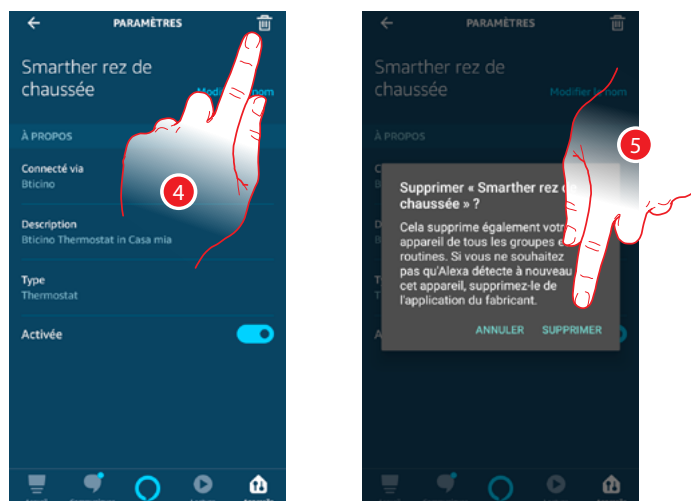 PARAMÈTRES
Smarther rez de
chaussée
À PROPOS
Connecté via
Bticino
Description
Bticino Thermostat in Casa mia
Type
Thermostat
Activée
4
PARAMÈTRES
Smarther rez de
chaussée
Modifier le nom
À PROPOS
Supprimer « Smarther rez de
chaussée » ?
Cela supprime également votre
appareil de tous les groupes et
routines. Si vous ne souhaitez
pas qu'Alexa détecte à nouveau
cet appareil, supprimez-le de
l'application du fabricant.
ANNULER SUPPRIMER
5